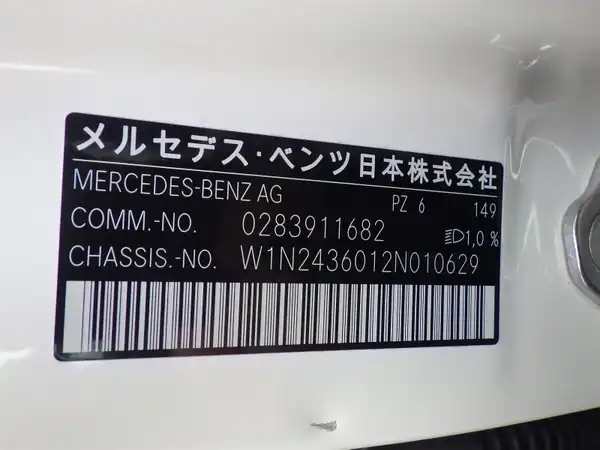 メルセデス・ベンツ日本株式会社
MERCEDES-BENZ AG PZ 6 149
COMM.-NO. 0283911682 1,0 %
CHASSIS.-NO. W1N2436012N010629